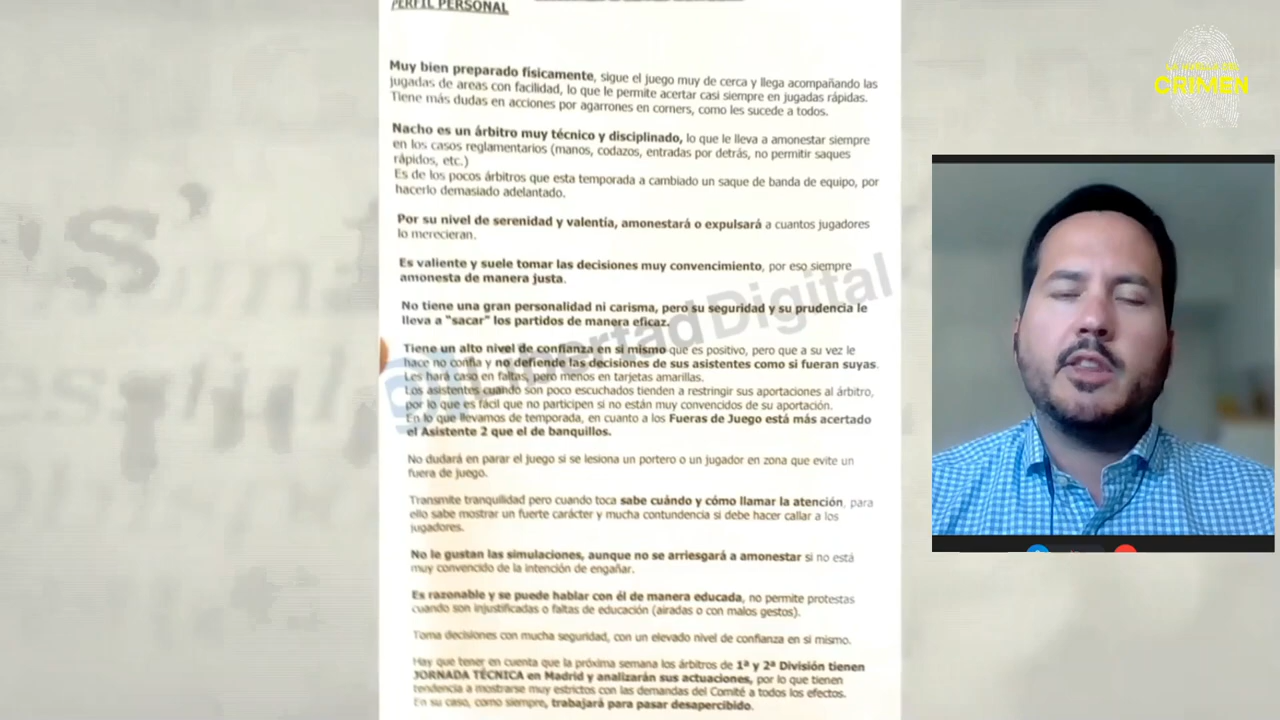 PERFIL PERSONAL
CRIMEN
Muy bien preparado físicamente, sigue el juego muy de cerca y llega acompañando las
jugadas de areas con facilidad, lo que le permite acertar casi siempre en jugadas rápidas.
Tiene más dudas en acciones por agarrones en corners, como les sucede a todos.
Nacho es un árbitro muy técnico y disciplinado, lo que le lleva a amonestar siempre
en los casos reglamentarios (manos, codazos, entradas por detrás, no permitir saques
rápidos, etc.)
Es de los pocos árbitros que esta temporada a cambiado un saque de banda de equipo, por
hacerlo demasiado adelantado.
Por su nivel de serenidad y valentía, amonestará o expulsará a cuantos jugadores
lo merecieran.
Es valiente y suele tomar las decisiones muy convencimiento, por eso siempre
amonesta de manera justa.
No tiene una gran personalidad ni carisma, pero su seguridad y su prudencia le
lleva a "sacar" los partidos de manera eficaz.
Libertad Digital
Tiene un alto nivel de confianza en si mismo que es positivo, pero que a su vez le
hace no confia y no defiende las decisiones de sus asistentes como si fueran suyas.
Les hará caso en faltas, pero menos en tarjetas amarillas.
Los asistentes cuando son poco escuchados tienden a restringir sus aportaciones al árbitro,
por lo que es fácil que no participen si no están muy convencidos de su aportación.
En lo que llevamos de temporada, en cuanto a los Fueras de Juego está más acertado
el Asistente 2 que el de banquillos.
No dudará en parar el juego si se lesiona un portero o un jugador en zona que evite un
fuera de juego.
Transmite tranquilidad pero cuando toca sabe cuándo y cómo llamar la atención, para
ello sabe mostrar un fuerte carácter y mucha contundencia si debe hacer callar a los
jugadores.
No le gustan las simulaciones, aunque no se arriesgará a amonestar si no está
muy convencido de la intención de engañar.
Es razonable y se puede hablar con él de manera educada, no permite protestas
cuando son injustificadas o faltas de educación (airadas o con malos gestos).
Toma decisiones con mucha seguridad, con un elevado nivel de confianza en si mismo.
Hay que tener en cuenta que la próxima semana los árbitros de 1ª y 2ª División tienen
JORNADA TÉCNICA en Madrid y analizarán sus actuaciones, por lo que tienen
tendencia a mostrarse muy estrictos con las demandas del Comité a todos los efectos.
En su caso, como siempre, trabajará para pasar desapercibido.